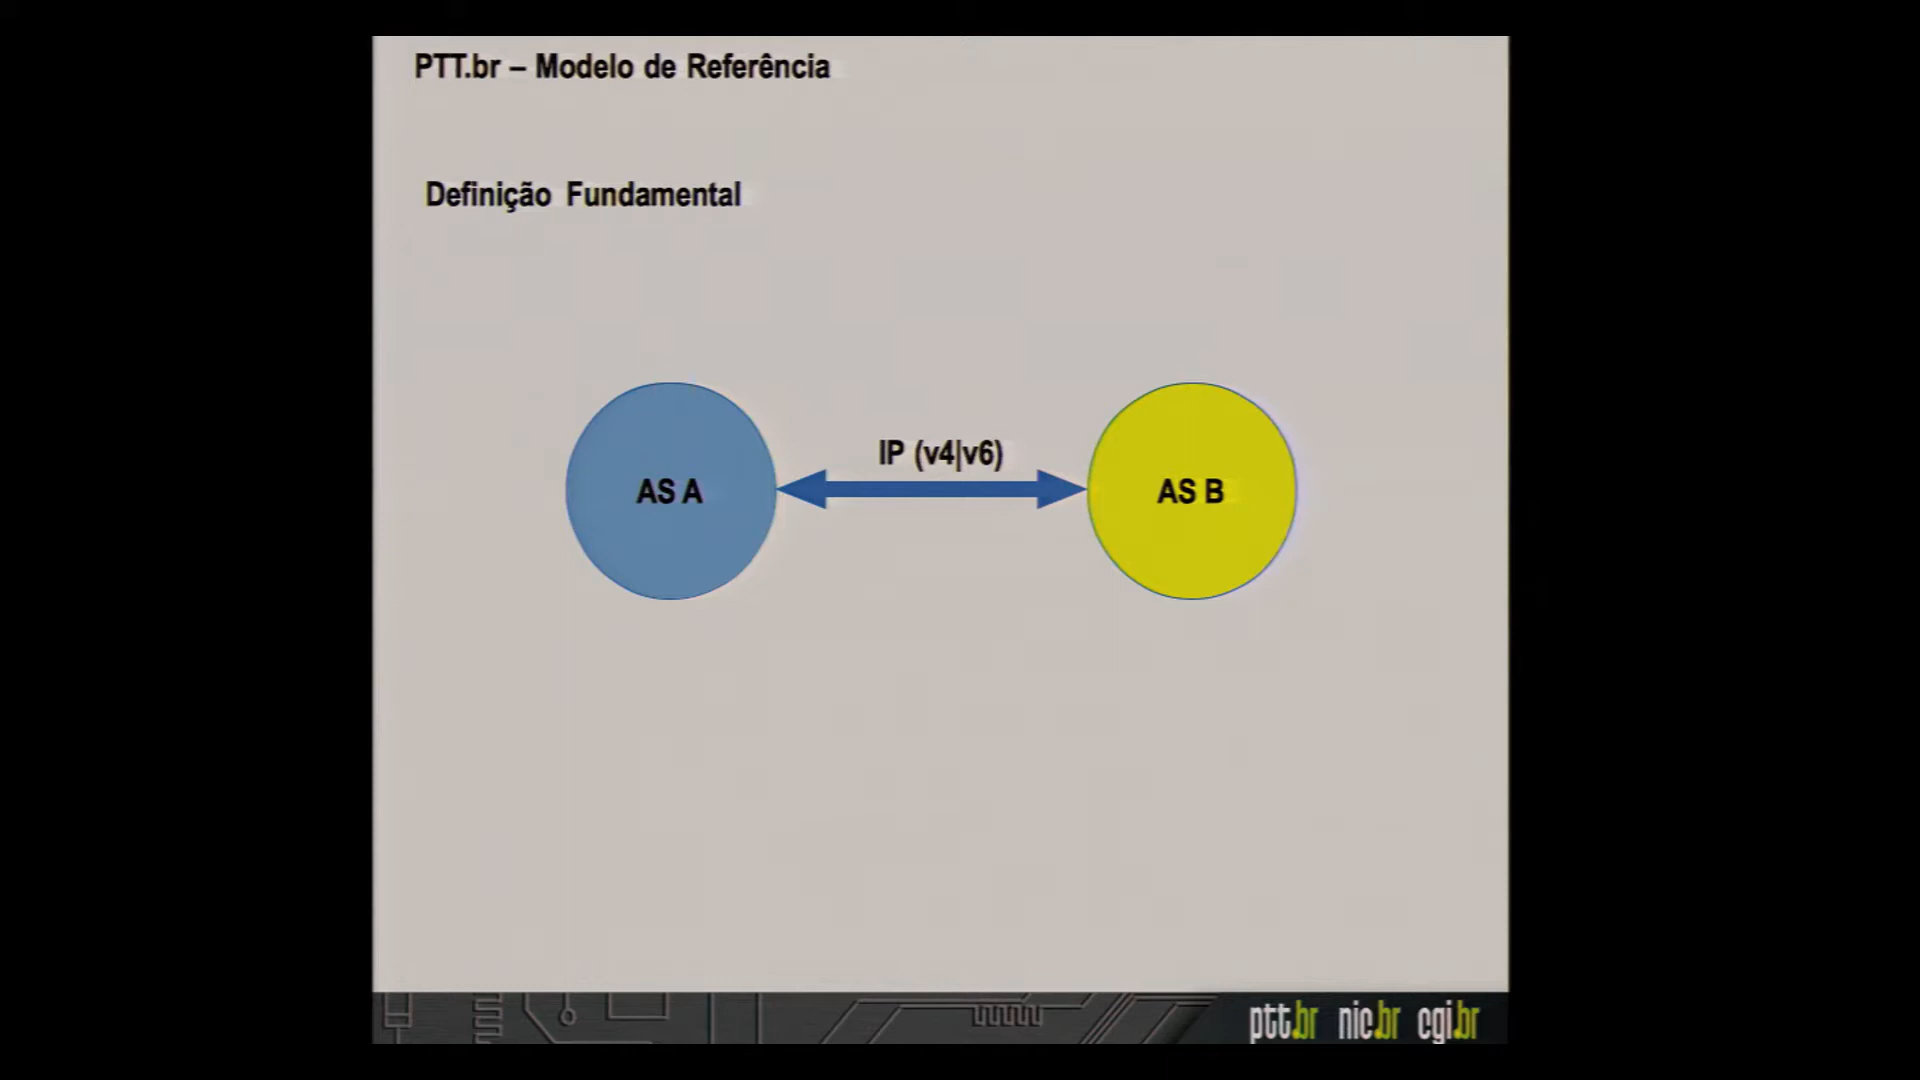 PTT.br – Modelo de Referência
Definição Fundamental
IP (v4|v6)
AS A
AS B
ptt.br nic.br cgi.br